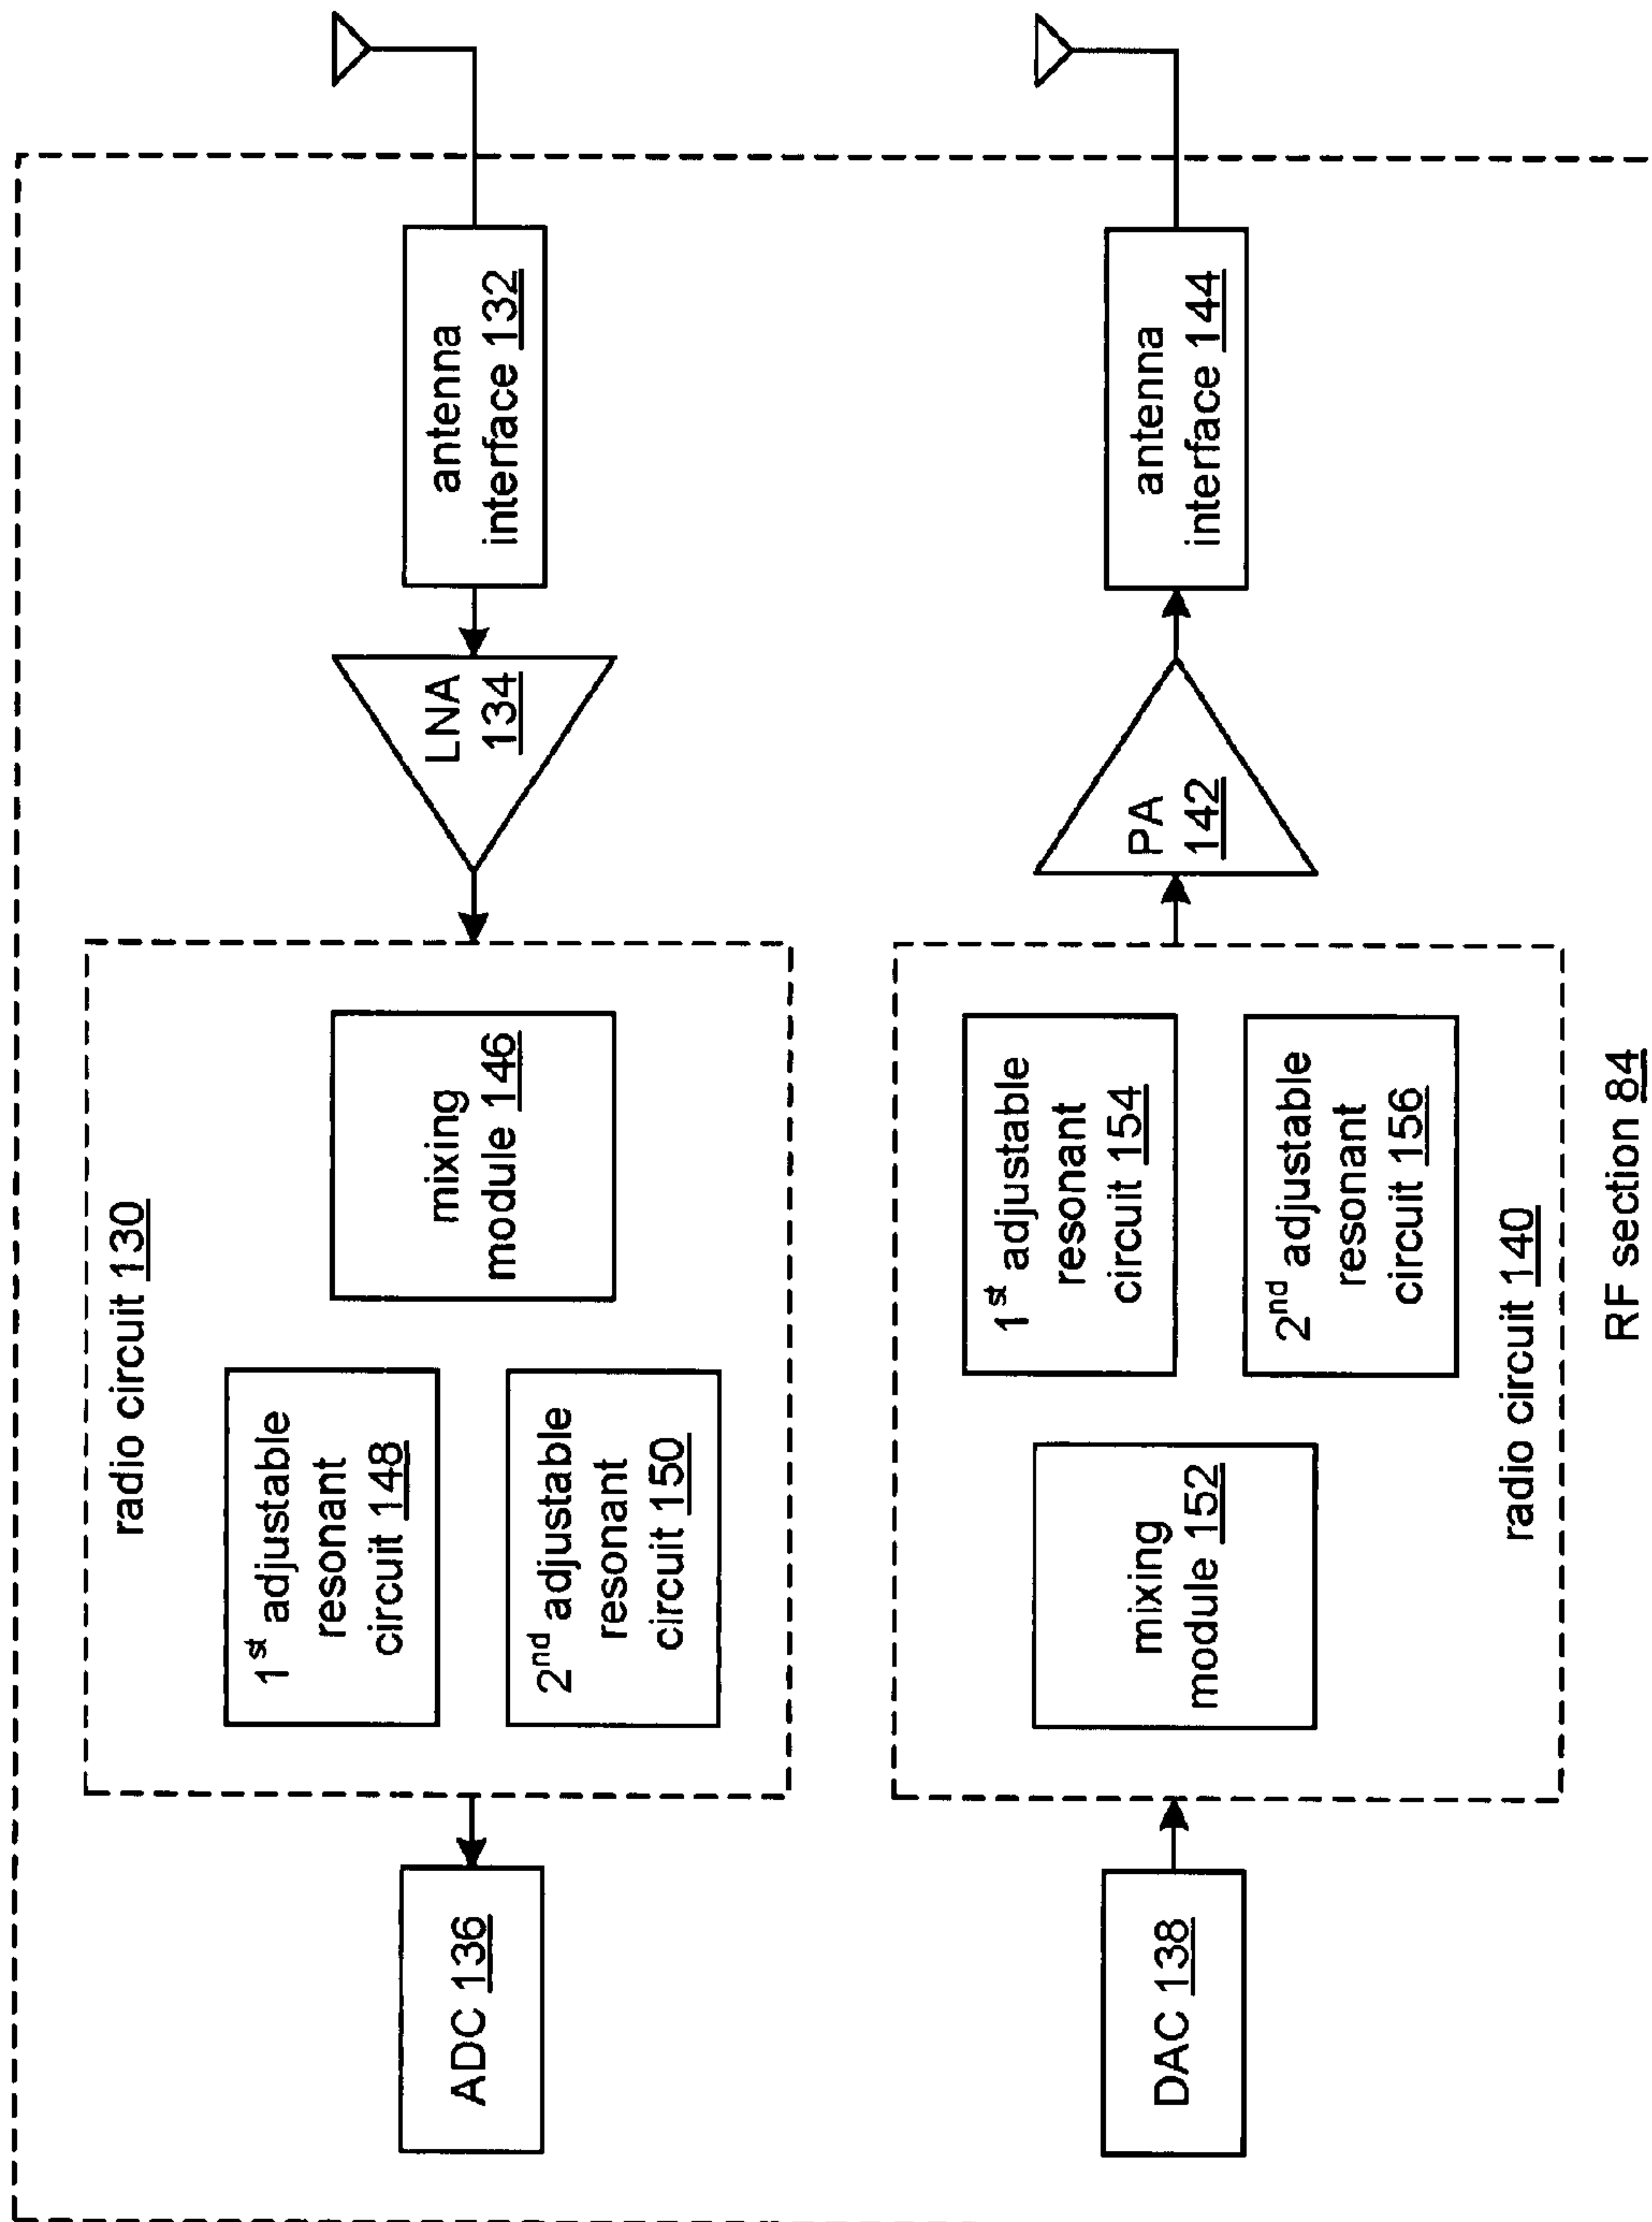 radio circuit 130
1st adjustable
resonant
circuit 148
2nd adjustable
resonant
circuit 150
mixing
module 146
ADC 136
LNA
134
antenna
interface 132
DAC 138
mixing
module 152
1st adjustable
resonant
circuit 154
2nd adjustable
resonant
circuit 156
radio circuit 140
PA
142
antenna
interface 144
RF section 84